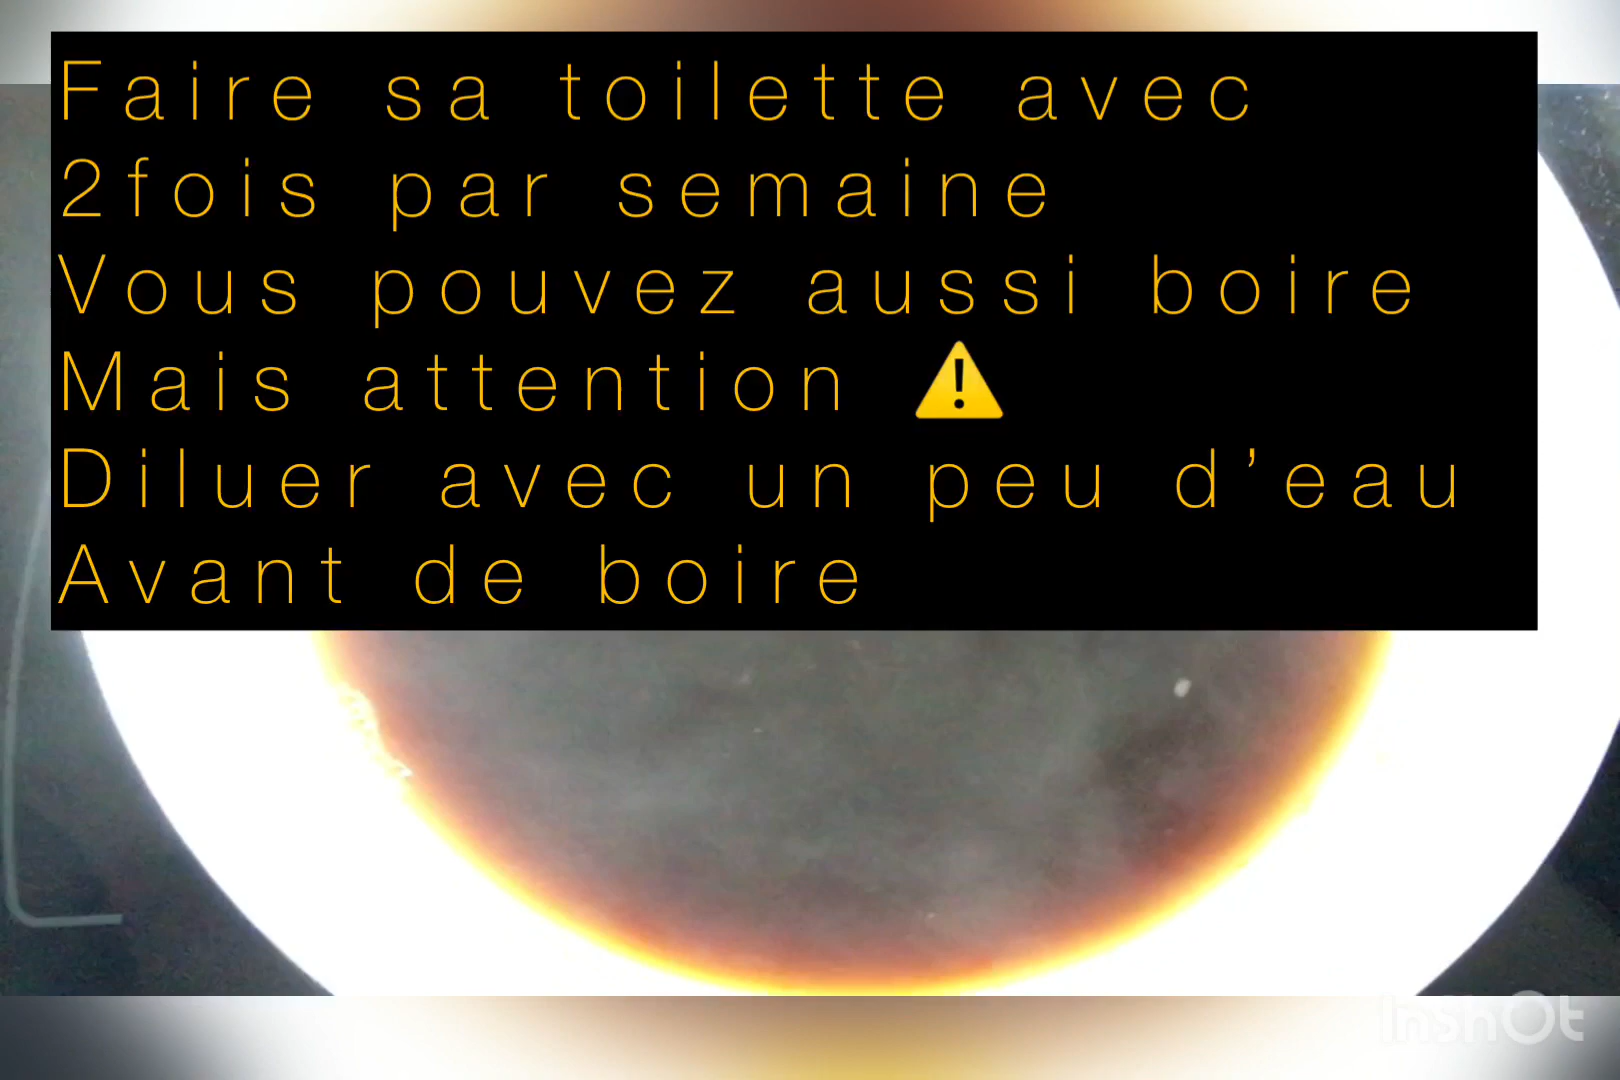 Faire sa toilette avec
2fois par semaine
Vous pouvez aussi boire
Mais attention ⚠️
Diluer avec un peu d’eau
Avant de boire
InShOt